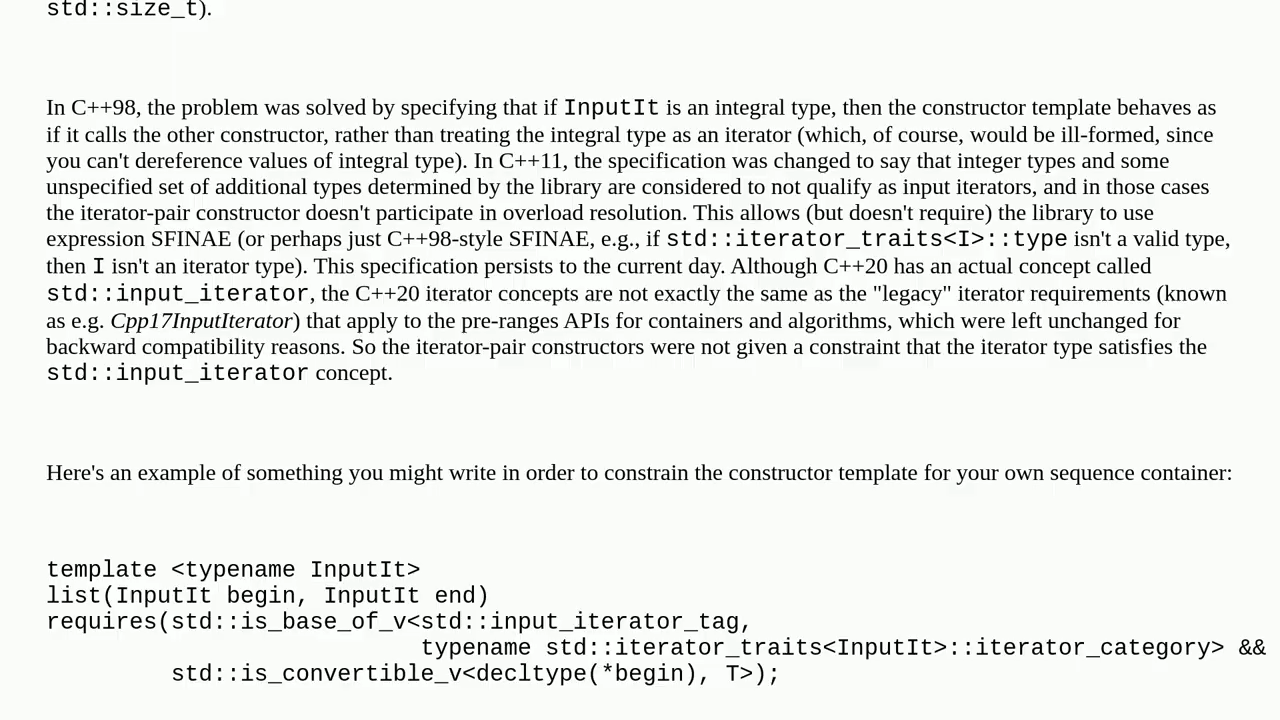 std::size_t).
In C++98, the problem was solved by specifying that if InputIt is an integral type, then the constructor template behaves as
if it calls the other constructor, rather than treating the integral type as an iterator (which, of course, would be ill-formed, since
you can't dereference values of integral type). In C++11, the specification was changed to say that integer types and some
unspecified set of additional types determined by the library are considered to not qualify as input iterators, and in those cases
the iterator-pair constructor doesn't participate in overload resolution. This allows (but doesn't require) the library to use
expression SFINAE (or perhaps just C++98-style SFINAE, e.g., if std::iterator_traits<I>::type isn't a valid type,
then I isn't an iterator type). This specification persists to the current day. Although C++20 has an actual concept called
std::input_iterator, the C++20 iterator concepts are not exactly the same as the "legacy" iterator requirements (known
as e.g. Cpp17InputIterator) that apply to the pre-ranges APIs for containers and algorithms, which were left unchanged for
backward compatibility reasons. So the iterator-pair constructors were not given a constraint that the iterator type satisfies the
std::input_iterator concept.
Here's an example of something you might write in order to constrain the constructor template for your own sequence container:
template <typename InputIt>
list(InputIt begin, InputIt end)
requires(std::is_base_of_v<std::input_iterator_tag,
typename std::iterator_traits<InputIt>::iterator_category> &&
std::is_convertible_v<decltype(*begin), T>);